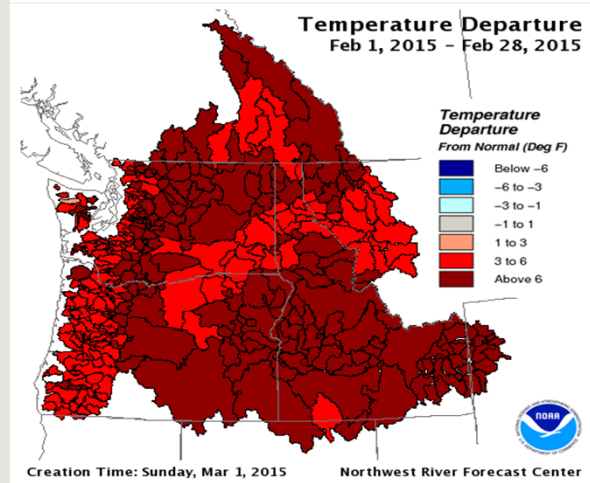 Temperature Departure
Feb 1, 2015 - Feb 28, 2015
Temperature
Departure
From Normal (Deg F)
Below -6
-6 to -3
-3 to -1
-1 to 1
1 to 3
3 to 6
Above 6
NOAA
Creation Time: Sunday, Mar 1, 2015
Northwest River Forecast Center